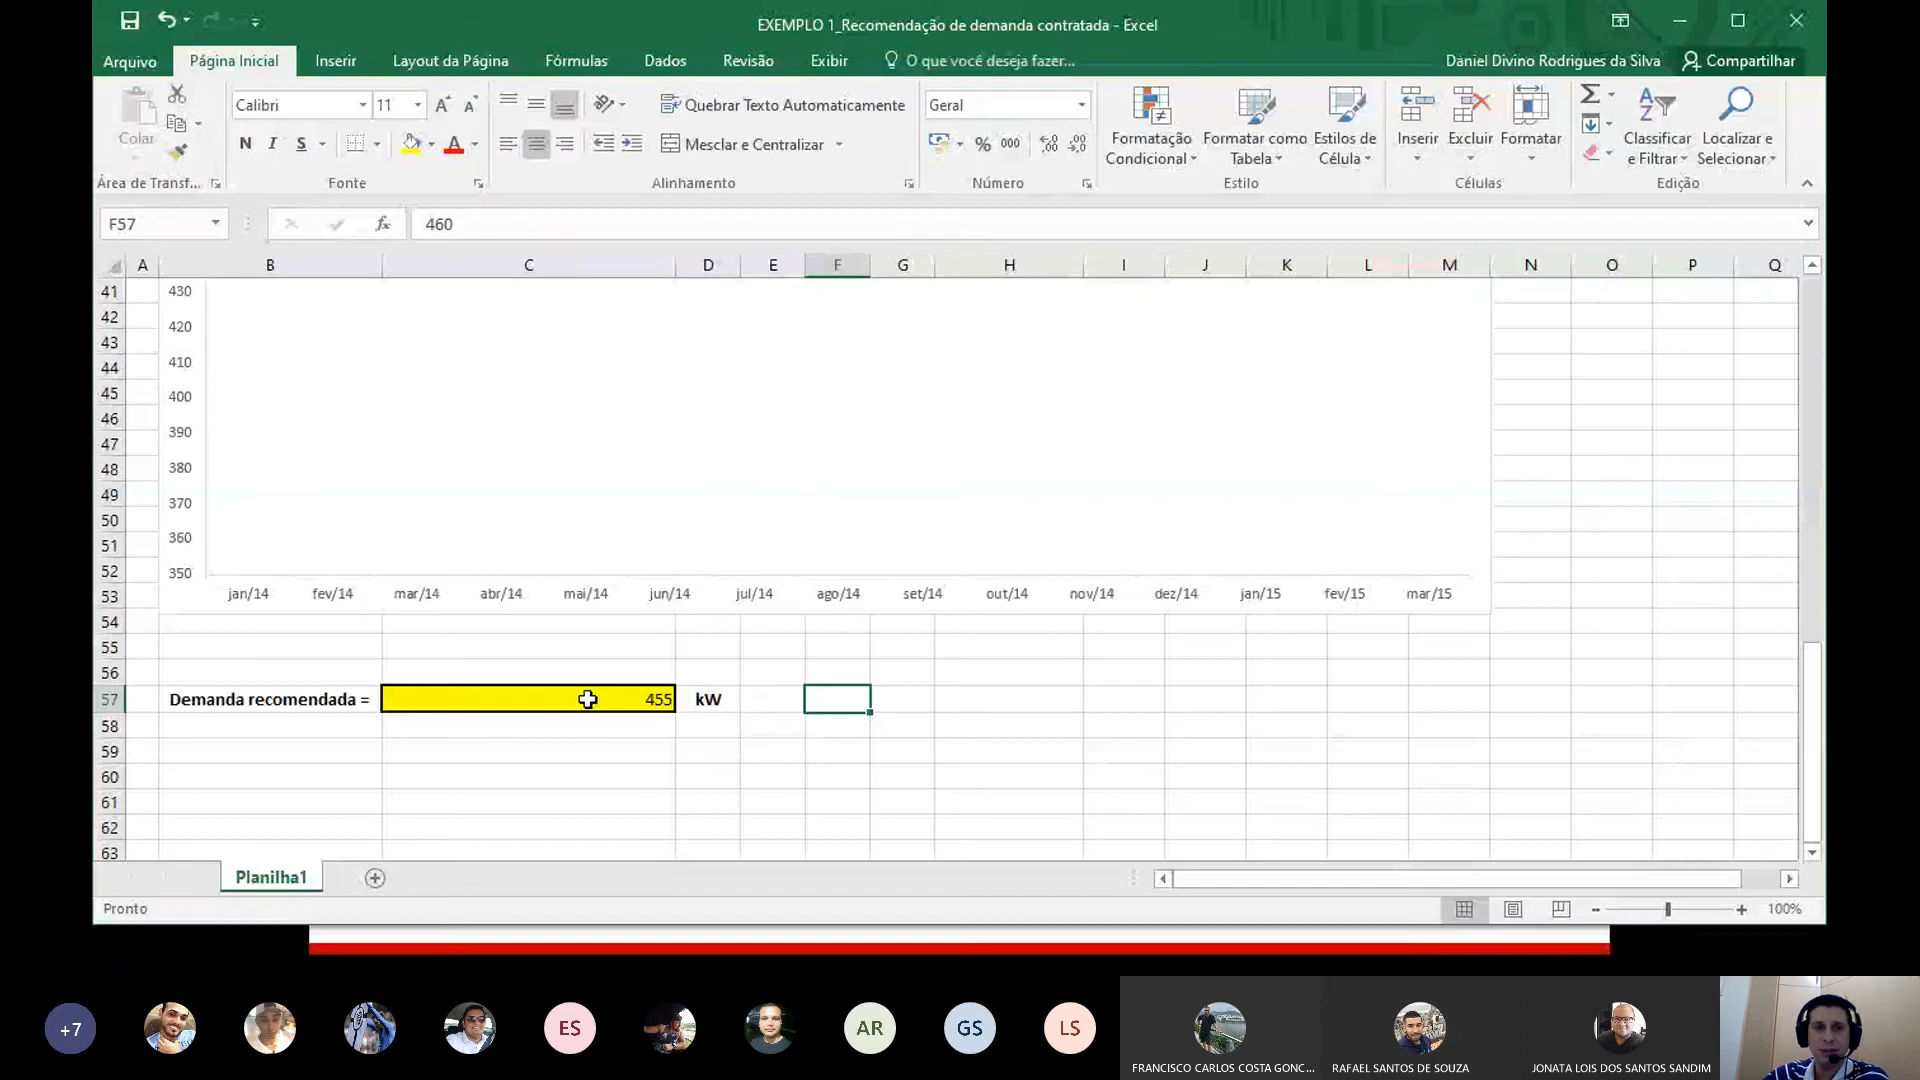 EXEMPLO 1_Recomendação de demanda contratada - Excel
Arquivo Página Inicial Inserir Layout da Página Fórmulas Dados Revisão Exibir O que você deseja fazer... Daniel Divino Rodrigues da Silva Compartilhar
Colar
Calibri 11
Quebrar Texto Automaticamente
Geral
N I S
Mesclar e Centralizar
% 000
Formatação Condicional
Formatar como Tabela
Estilos de Célula
Inserir Excluir Formatar
Classificar e Filtrar
Localizar e Selecionar
Área de Transf... Fonte Alinhamento Número Estilo Células Edição
F57 fx 460
A B C D E F G H I J K L M N O P Q
41 430
42 420
43
44 410
45 400
46 390
47
48 380
49 370
50
51 360
52 350
53 jan/14 fev/14 mar/14 abr/14 mai/14 jun/14 jul/14 ago/14 set/14 out/14 nov/14 dez/14 jan/15 fev/15 mar/15
54
55
56
57 Demanda recomendada = 455 kW
58
59
60
61
62
63
Planilha1
Pronto 100%
+7 ES AR GS LS
FRANCISCO CARLOS COSTA GONC... RAFAEL SANTOS DE SOUZA JONATA LOIS DOS SANTOS SANDIM